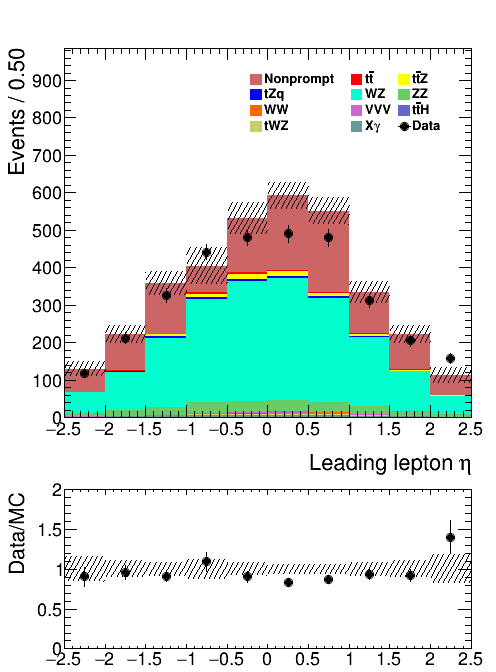 Events / 0.50
900
800
700
600
500
400
300
200
100
0
Nonprompt tt̄ tt̄Z
tZq WZ ZZ
WW VVV tt̄H
tWZ Xγ Data
−2.5 −2 −1.5 −1 −0.5 0 0.5 1 1.5 2 2.5
Leading lepton η
Data/MC
2
1.5
1
0.5
0
−2.5 −2 −1.5 −1 −0.5 0 0.5 1 1.5 2 2.5